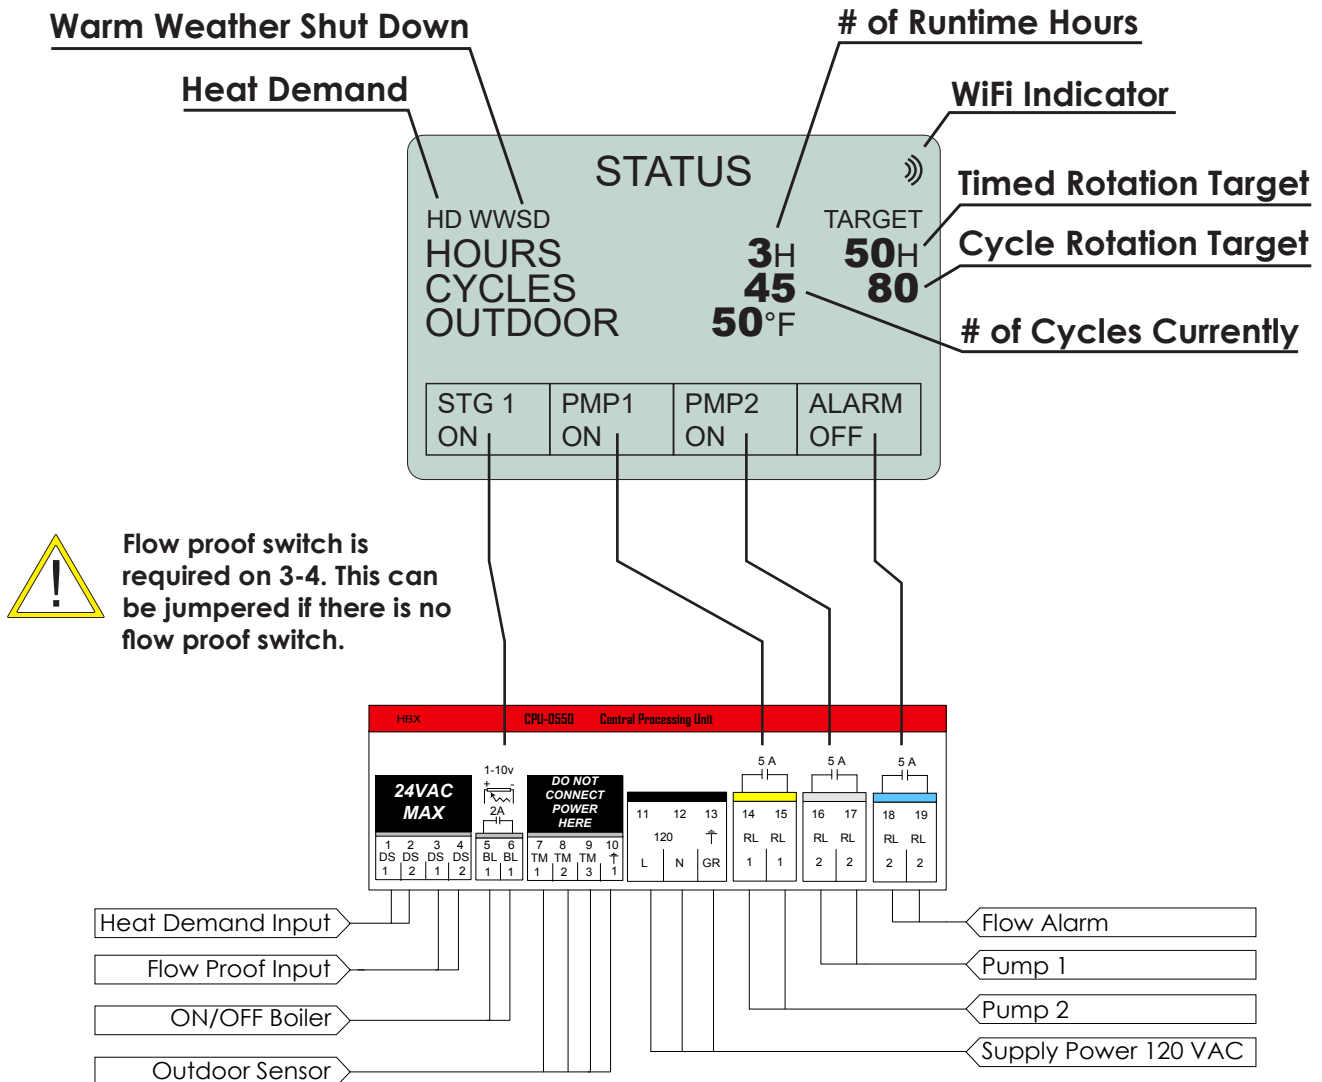 Warm Weather Shut Down
# of Runtime Hours
Heat Demand
WiFi Indicator
STATUS
Timed Rotation Target
HD WWSD
TARGET
HOURS 3H 50H
Cycle Rotation Target
CYCLES 45 80
OUTDOOR 50°F
# of Cycles Currently
STG 1 PMP1 PMP2 ALARM
ON ON ON OFF
Flow proof switch is
required on 3-4. This can
be jumpered if there is no
flow proof switch.
!
HBX CPU-0550 Central Processing Unit
24VAC
MAX
1-10v
+ -
2A
DO NOT
CONNECT
POWER
HERE
5 A 5 A 5 A
1 2 3 4 5 6 7 8 9 10 11 12 13 14 15 16 17 18 19
DS DS DS DS BL BL TM TM TM 120 RL RL RL RL RL RL
1 2 1 2 1 1 1 2 3 1 L N GR 1 1 2 2 2 2
Heat Demand Input
Flow Proof Input
ON/OFF Boiler
Outdoor Sensor
Flow Alarm
Pump 1
Pump 2
Supply Power 120 VAC